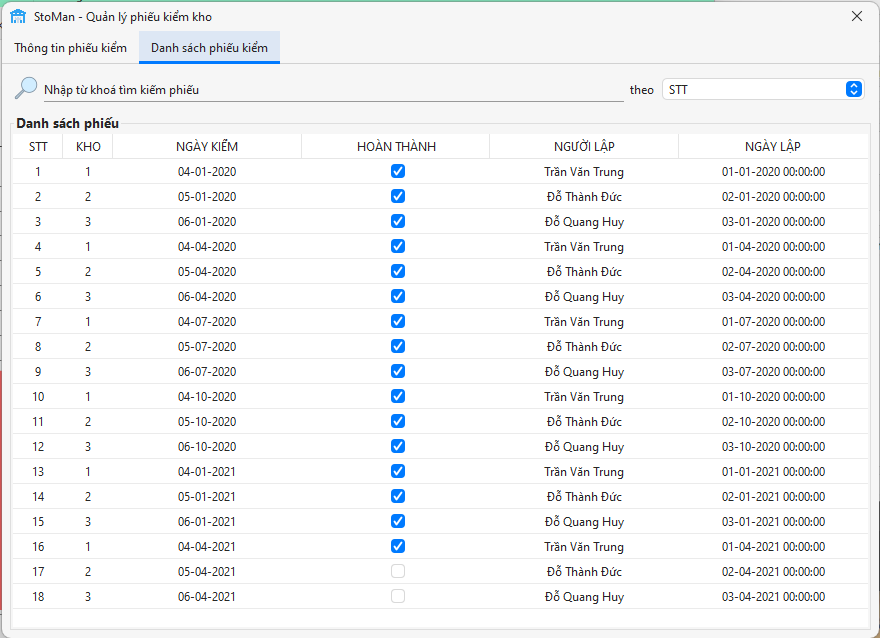 StoMan - Quản lý phiếu kiểm kho
Thông tin phiếu kiểm Danh sách phiếu kiểm
Nhập từ khoá tìm kiếm phiếu theo STT
Danh sách phiếu
STT KHO NGÀY KIỂM HOÀN THÀNH NGƯỜI LẬP NGÀY LẬP
1 1 04-01-2020 Trần Văn Trung 01-01-2020 00:00:00
2 2 05-01-2020 Đỗ Thành Đức 02-01-2020 00:00:00
3 3 06-01-2020 Đỗ Quang Huy 03-01-2020 00:00:00
4 1 04-04-2020 Trần Văn Trung 01-04-2020 00:00:00
5 2 05-04-2020 Đỗ Thành Đức 02-04-2020 00:00:00
6 3 06-04-2020 Đỗ Quang Huy 03-04-2020 00:00:00
7 1 04-07-2020 Trần Văn Trung 01-07-2020 00:00:00
8 2 05-07-2020 Đỗ Thành Đức 02-07-2020 00:00:00
9 3 06-07-2020 Đỗ Quang Huy 03-07-2020 00:00:00
10 1 04-10-2020 Trần Văn Trung 01-10-2020 00:00:00
11 2 05-10-2020 Đỗ Thành Đức 02-10-2020 00:00:00
12 3 06-10-2020 Đỗ Quang Huy 03-10-2020 00:00:00
13 1 04-01-2021 Trần Văn Trung 01-01-2021 00:00:00
14 2 05-01-2021 Đỗ Thành Đức 02-01-2021 00:00:00
15 3 06-01-2021 Đỗ Quang Huy 03-01-2021 00:00:00
16 1 04-04-2021 Trần Văn Trung 01-04-2021 00:00:00
17 2 05-04-2021 Đỗ Thành Đức 02-04-2021 00:00:00
18 3 06-04-2021 Đỗ Quang Huy 03-04-2021 00:00:00